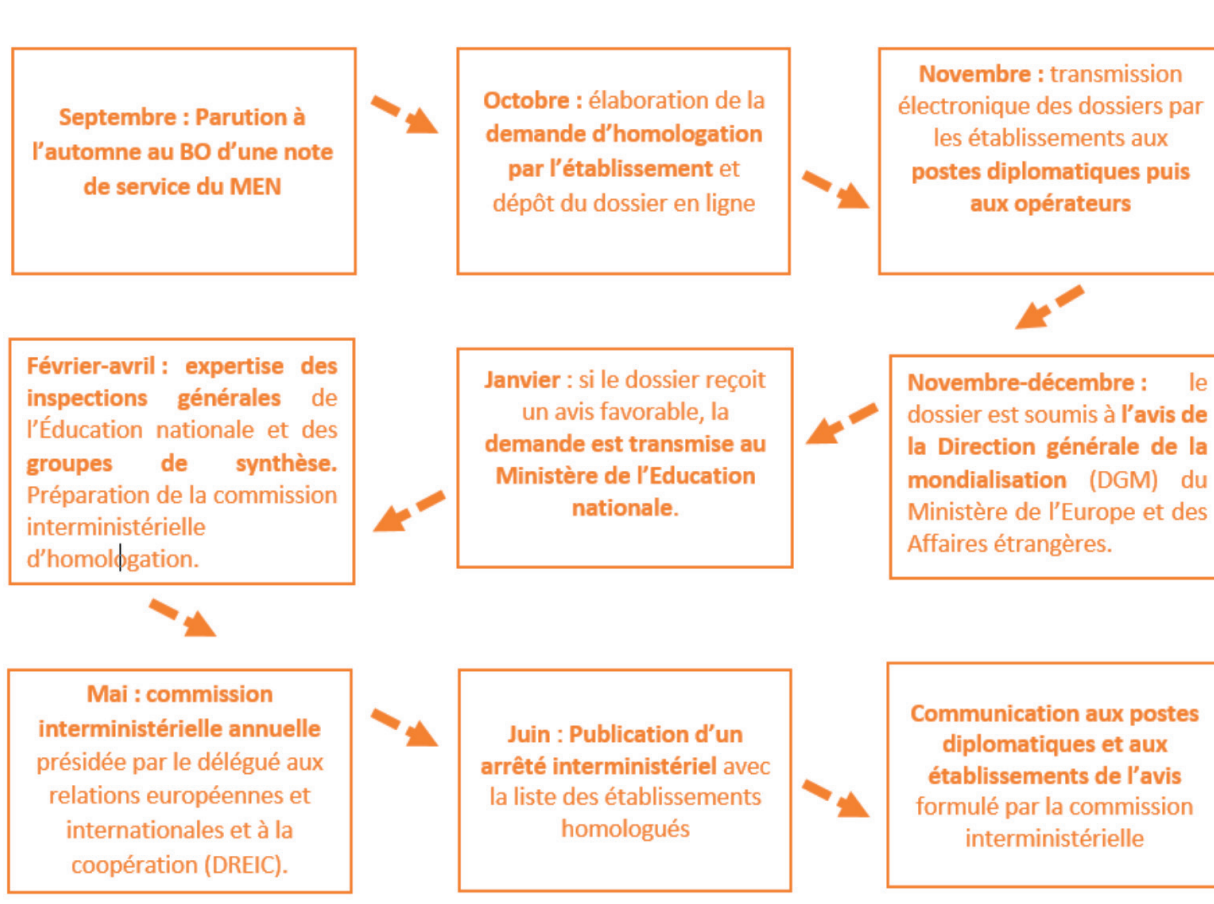 Septembre : Parution à
l'automne au BO d'une note
de service du MEN
Octobre : élaboration de la
demande d'homologation
par l'établissement et
dépôt du dossier en ligne
Novembre : transmission
électronique des dossiers par
les établissements aux
postes diplomatiques puis
aux opérateurs
Novembre-décembre : le
dossier est soumis à l'avis de
la Direction générale de la
mondialisation (DGM) du
Ministère de l'Europe et des
Affaires étrangères.
Janvier : si le dossier reçoit
un avis favorable, la
demande est transmise au
Ministère de l'Education
nationale.
Février-avril : expertise des
inspections générales de
l'Éducation nationale et des
groupes de synthèse.
Préparation de la commission
interministérielle
d'homologation.
Mai : commission
interministérielle annuelle
présidée par le délégué aux
relations européennes et
internationales et à la
coopération (DREIC).
Juin : Publication d'un
arrêté interministériel avec
la liste des établissements
homologués
Communication aux postes
diplomatiques et aux
établissements de l'avis
formulé par la commission
interministérielle